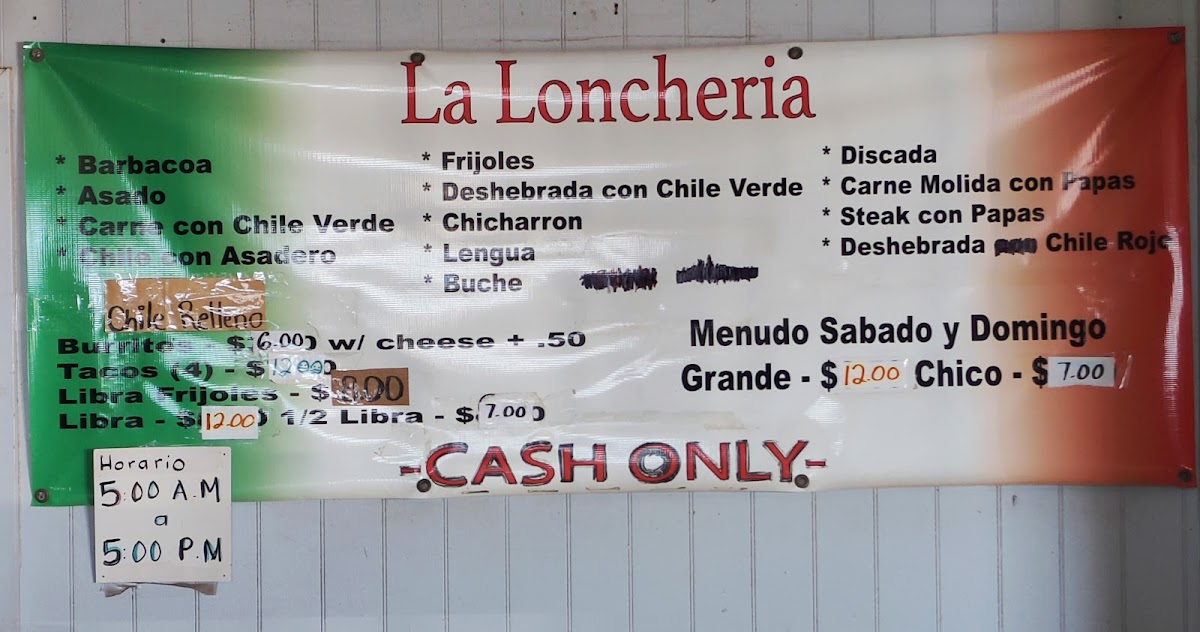 La Loncheria
* Barbacoa
* Asado
* Carne con Chile Verde
* Chile con Asadero
Chile Relleno
* Frijoles
* Deshebrada con Chile Verde
* Chicharron
* Lengua
* Buche
* Discada
* Carne Molida con Papas
* Steak con Papas
* Deshebrada Chile Rojo
Burritos - $6.00 w/ cheese + .50
Tacos (4) - $12.00
Libra Frijoles - $8.00
Libra - $12.00 1/2 Libra - $7.00
Menudo Sabado y Domingo
Grande - $12.00 Chico - $7.00
-CASH ONLY-
Horario
5:00 A.M
a
5:00 P.M